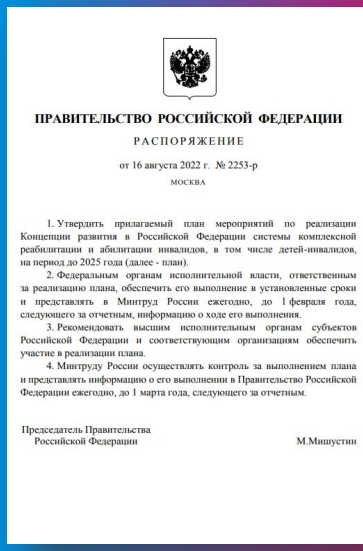 ПРАВИТЕЛЬСТВО РОССИЙСКОЙ ФЕДЕРАЦИИ
РАСПОРЯЖЕНИЕ
от 16 августа 2022 г. № 2253-р
МОСКВА
1. Утвердить прилагаемый план мероприятий по реализации
Концепции развития в Российской Федерации системы комплексной
реабилитации и абилитации инвалидов, в том числе детей-инвалидов,
на период до 2025 года (далее - план).
2. Федеральным органам исполнительной власти, ответственным
за реализацию плана, обеспечить его выполнение в установленные сроки
и представлять в Минтруд России ежегодно, до 1 февраля года,
следующего за отчетным, информацию о ходе его выполнения.
3. Рекомендовать высшим исполнительным органам субъектов
Российской Федерации и соответствующим организациям обеспечить
участие в реализации плана.
4. Минтруду России осуществлять контроль за выполнением плана
и представлять информацию о его выполнении в Правительство Российской
Федерации ежегодно, до 1 марта года, следующего за отчетным.
Председатель Правительства
Российской Федерации М.Мишустин